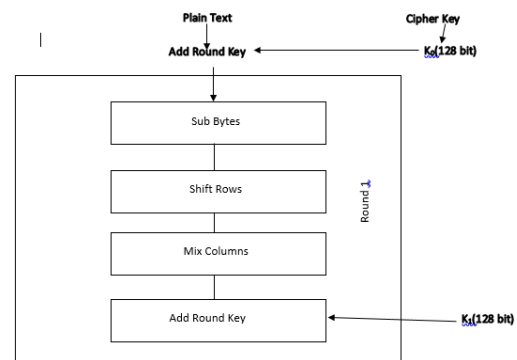 Plain Text
Cipher Key
Add Round Key
K₀(128 bit)
Sub Bytes
Shift Rows
Round 1
Mix Columns
Add Round Key
K₁(128 bit)